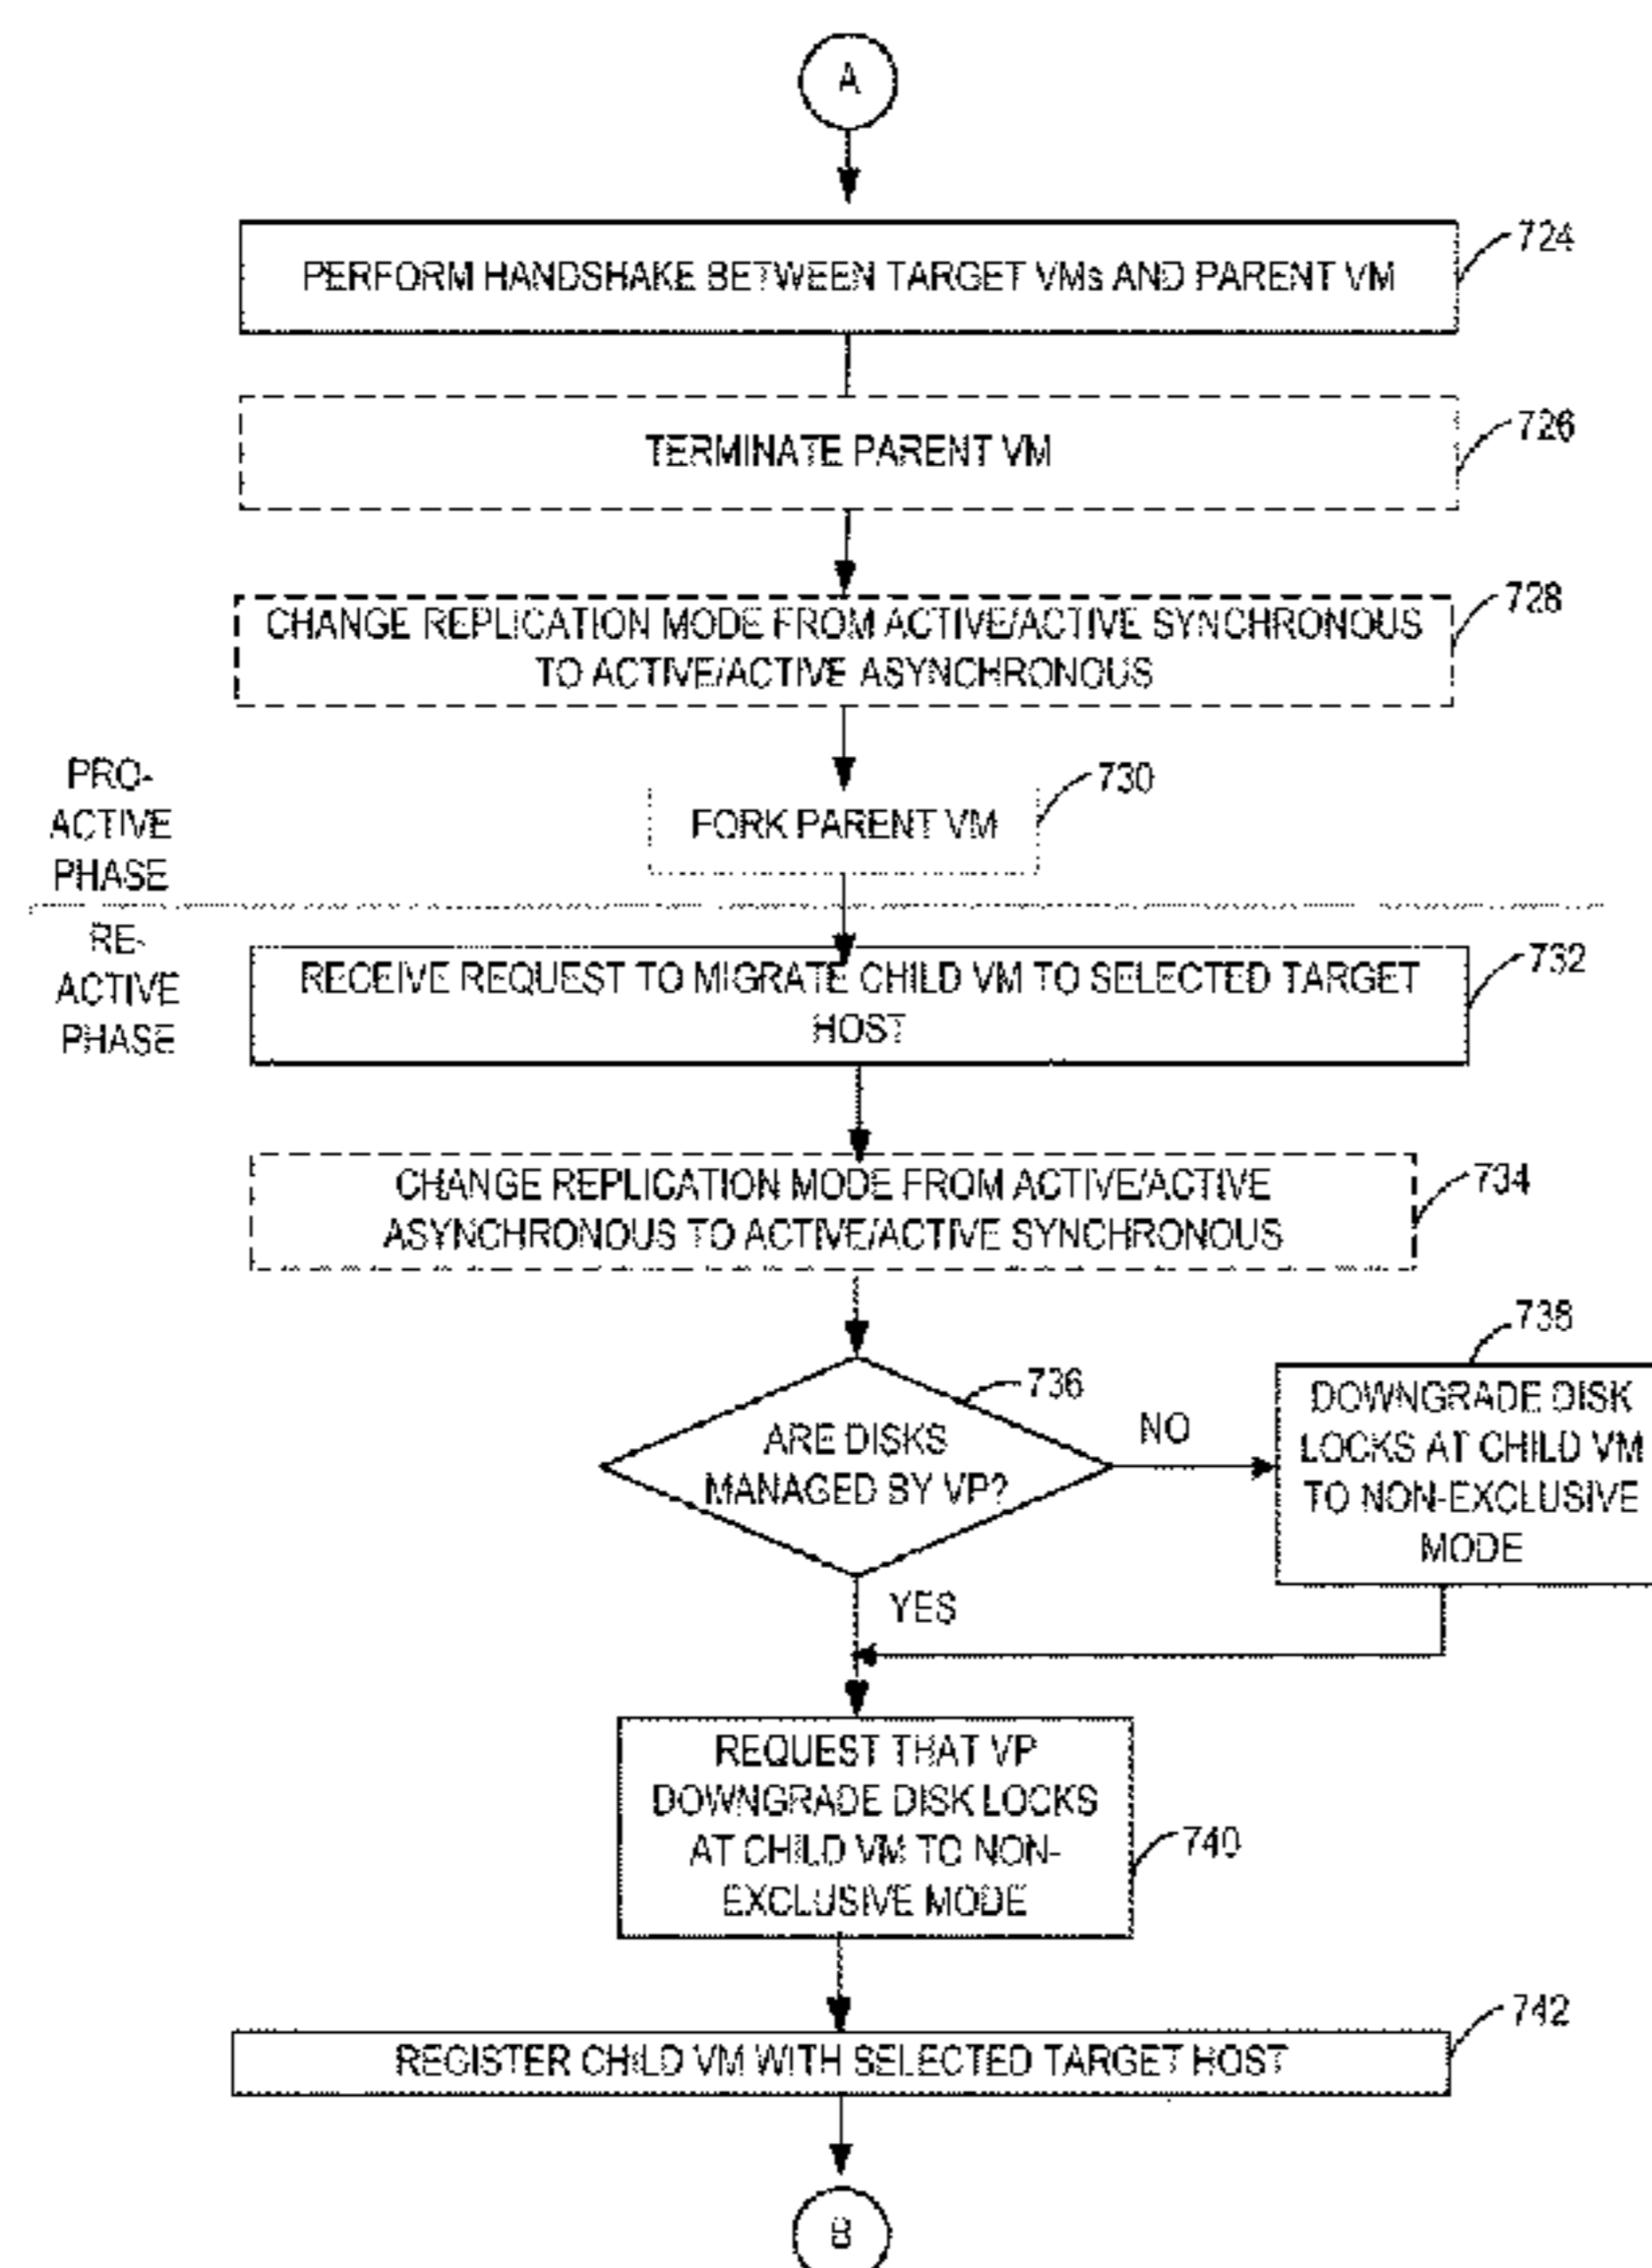 A
724
PERFORM HANDSHAKE BETWEEN TARGET VMs AND PARENT VM
726
TERMINATE PARENT VM
728
CHANGE REPLICATION MODE FROM ACTIVE/ACTIVE SYNCHRONOUS
TO ACTIVE/ACTIVE ASYNCHRONOUS
PRO-
ACTIVE
PHASE
730
FORK PARENT VM
RE-
ACTIVE
PHASE
732
RECEIVE REQUEST TO MIGRATE CHILD VM TO SELECTED TARGET
HOST
734
CHANGE REPLICATION MODE FROM ACTIVE/ACTIVE
ASYNCHRONOUS TO ACTIVE/ACTIVE SYNCHRONOUS
736
ARE DISKS
MANAGED BY VP?
NO
738
DOWNGRADE DISK
LOCKS AT CHILD VM
TO NON-EXCLUSIVE
MODE
YES
REQUEST THAT VP
DOWNGRADE DISK LOCKS
AT CHILD VM TO NON-
EXCLUSIVE MODE
740
742
REGISTER CHILD VM WITH SELECTED TARGET HOST
B